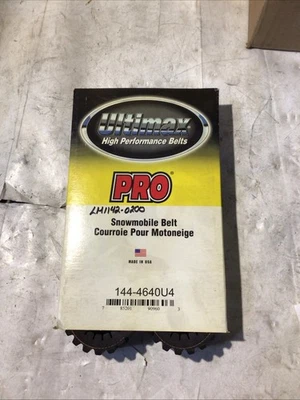 Ultimax
High Performance Belts
PRO®
LM1142-0200
Snowmobile Belt
Courroie Pour Motoneige
MADE IN USA
144-4640U4